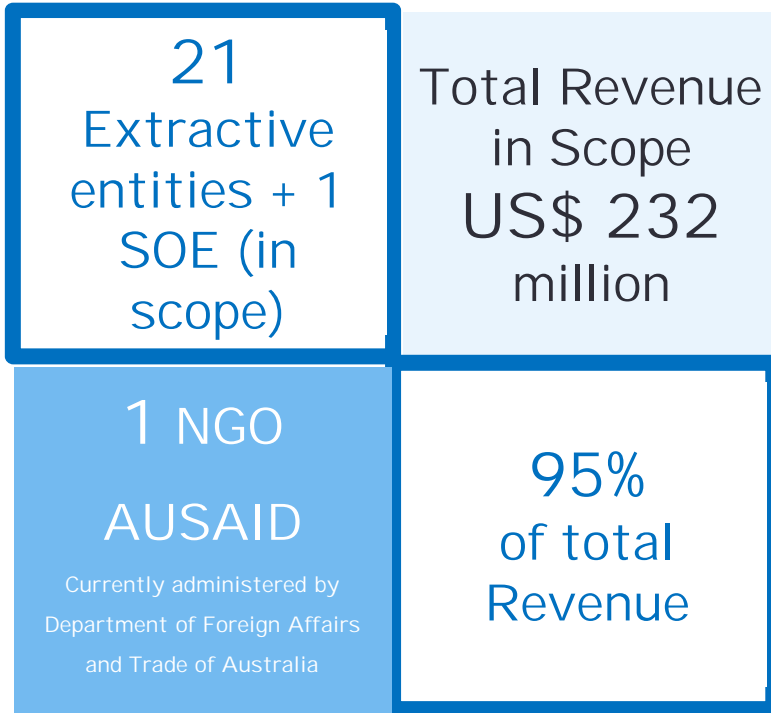 21
Extractive
entities + 1
SOE (in
scope)
Total Revenue
in Scope
US$ 232
million
1 NGO
AUSAID
Currently administered by
Department of Foreign Affairs
and Trade of Australia
95%
of total
Revenue